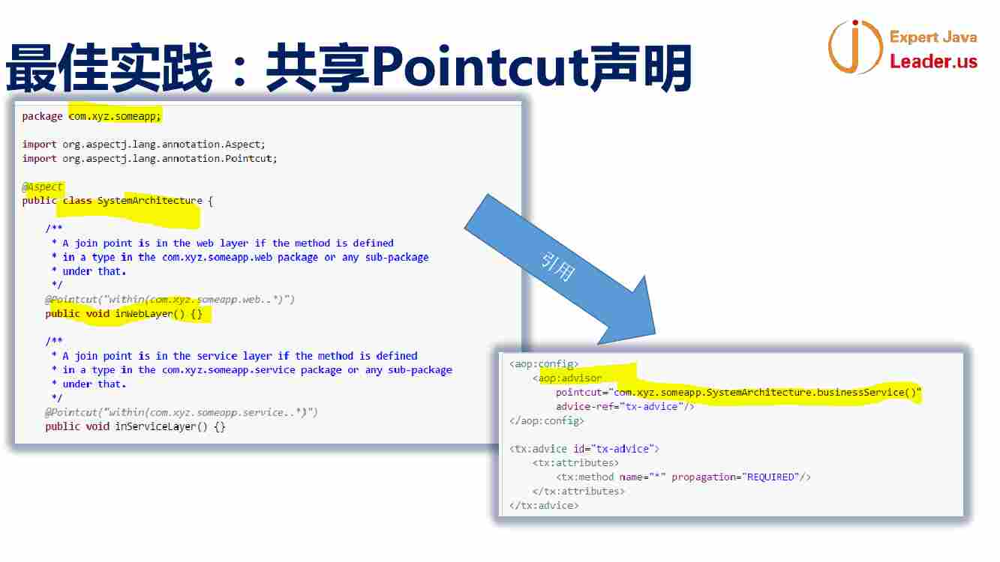 最佳实践：共享Pointcut声明
Expert Java
Leader.us
package com.xyz.someapp;
import org.aspectj.lang.annotation.Aspect;
import org.aspectj.lang.annotation.Pointcut;
@Aspect
public class SystemArchitecture {
/**
* A join point is in the web layer if the method is defined
* in a type in the com.xyz.someapp.web package or any sub-package
* under that.
*/
@Pointcut("within(com.xyz.someapp.web..*)")
public void inWebLayer() {}
/**
* A join point is in the service layer if the method is defined
* in a type in the com.xyz.someapp.service package or any sub-package
* under that.
*/
@Pointcut("within(com.xyz.someapp.service..*)")
public void inServiceLayer() {}
引用
<aop:config>
<aop:advisor
pointcut="com.xyz.someapp.SystemArchitecture.businessService()"
advice-ref="tx-advice"/>
</aop:config>
<tx:advice id="tx-advice">
<tx:attributes>
<tx:method name="*" propagation="REQUIRED"/>
</tx:attributes>
</tx:advice>